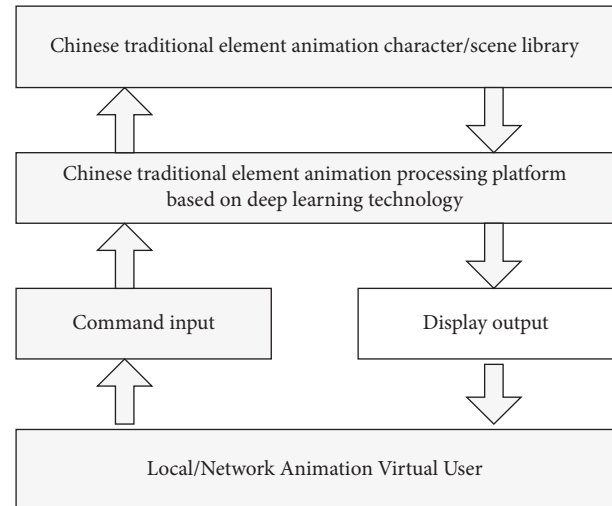 Chinese traditional element animation character/scene library
Chinese traditional element animation processing platform
based on deep learning technology
Command input
Display output
Local/Network Animation Virtual User